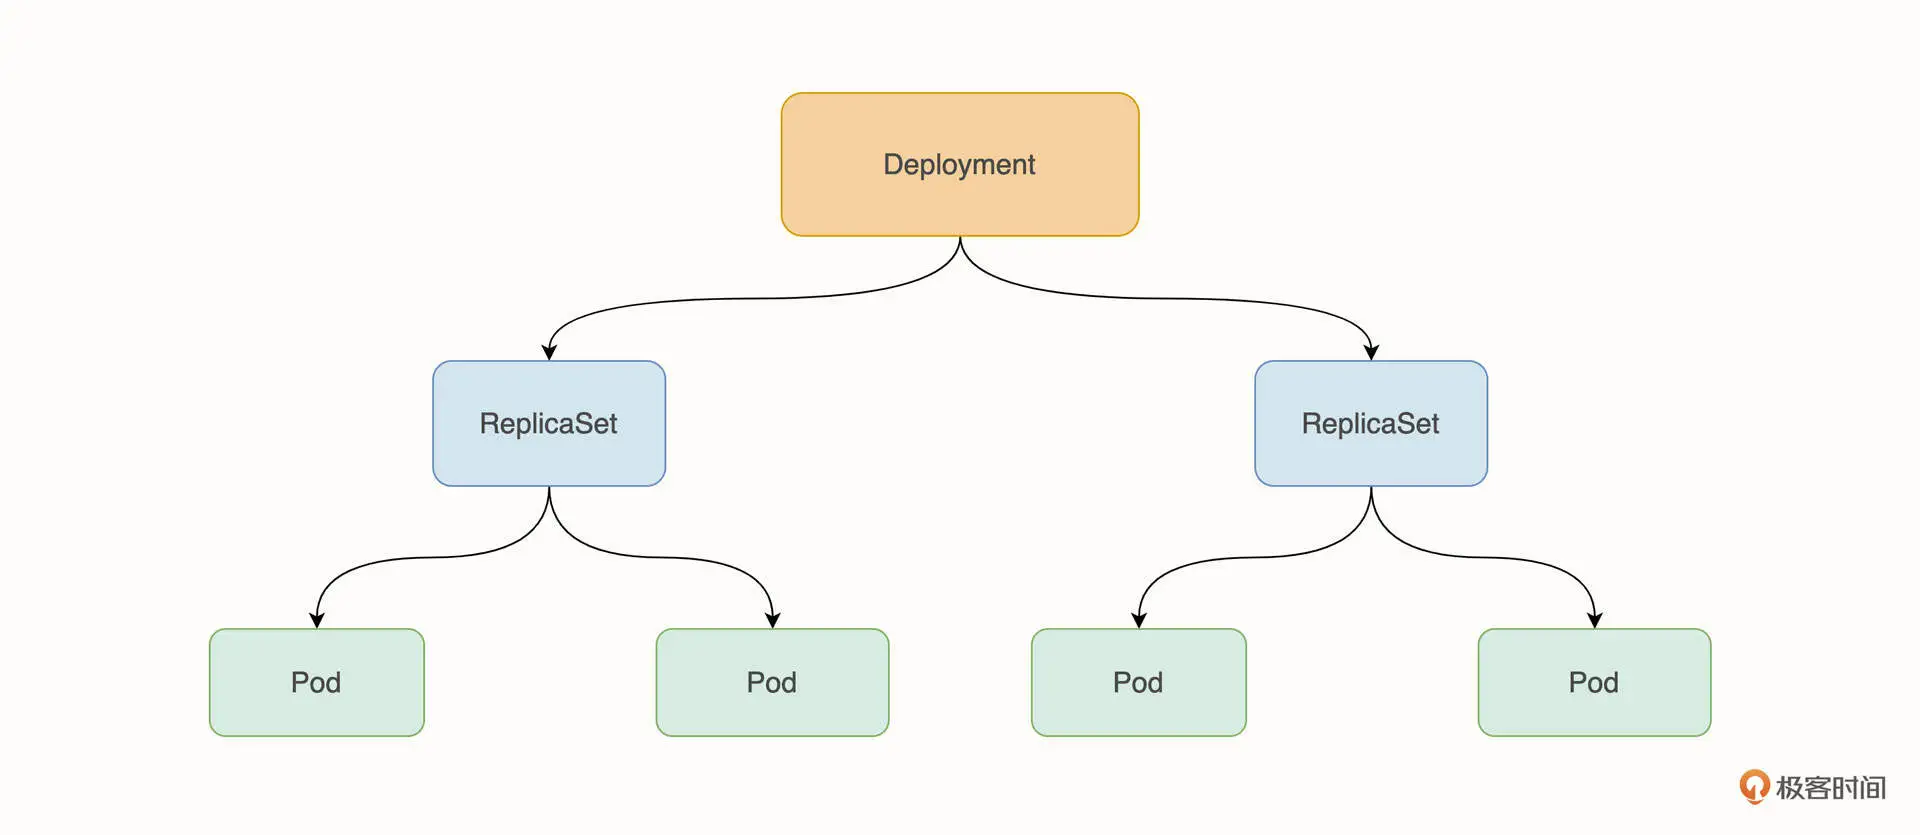 Deployment
ReplicaSet
ReplicaSet
Pod
Pod
Pod
Pod
极客时间